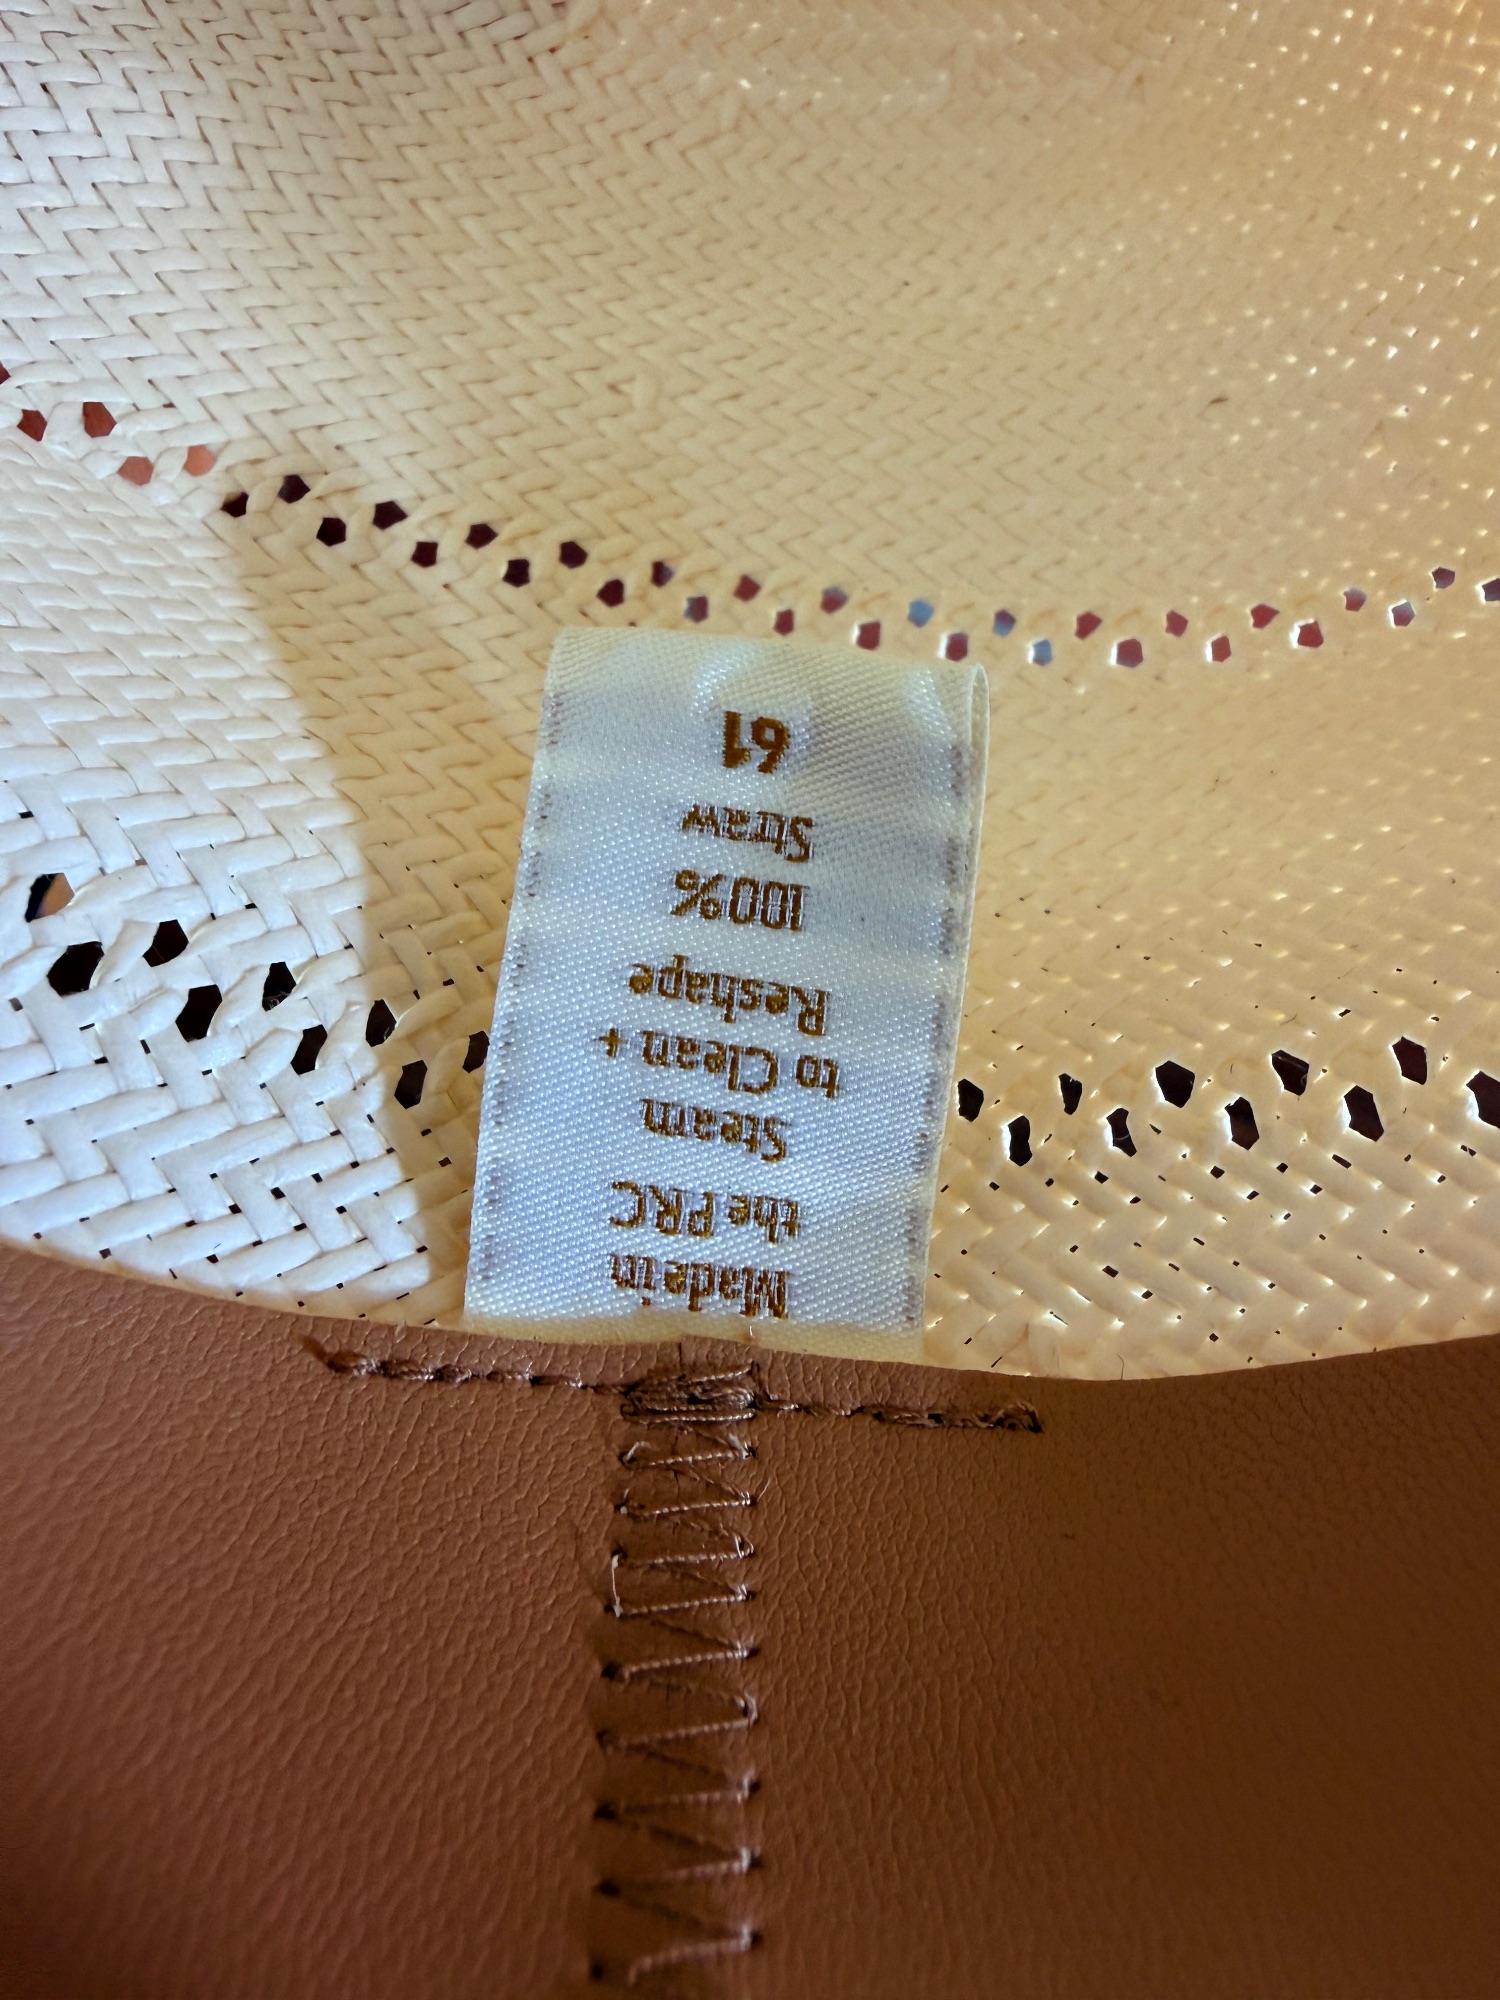 Made in
the PRC
Steam
to Clean +
Reshape
100%
Straw
61